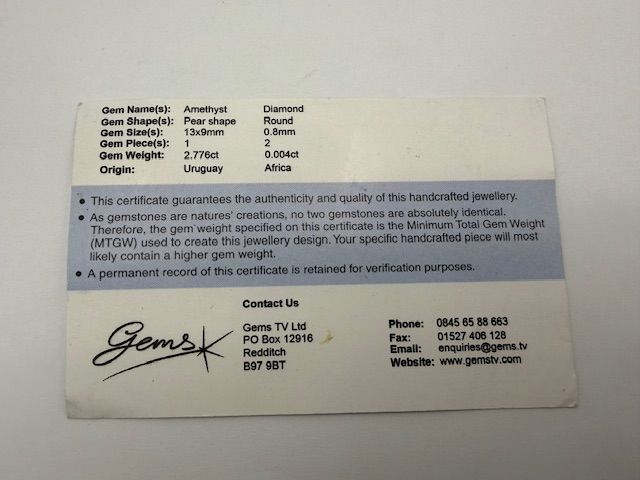 Gem Name(s): Amethyst Diamond
Gem Shape(s): Pear shape Round
Gem Size(s): 13x9mm 0.8mm
Gem Piece(s): 1 2
Gem Weight: 2.776ct 0.004ct
Origin: Uruguay Africa
• This certificate guarantees the authenticity and quality of this handcrafted jewellery.
• As gemstones are natures' creations, no two gemstones are absolutely identical.
Therefore, the gem weight specified on this certificate is the Minimum Total Gem Weight
(MTGW) used to create this jewellery design. Your specific handcrafted piece will most
likely contain a higher gem weight.
• A permanent record of this certificate is retained for verification purposes.
Contact Us
Gems
Gems TV Ltd
PO Box 12916
Redditch
B97 9BT
Phone: 0845 65 88 663
Fax: 01527 406 128
Email: enquiries@gems.tv
Website: www.gemstv.com